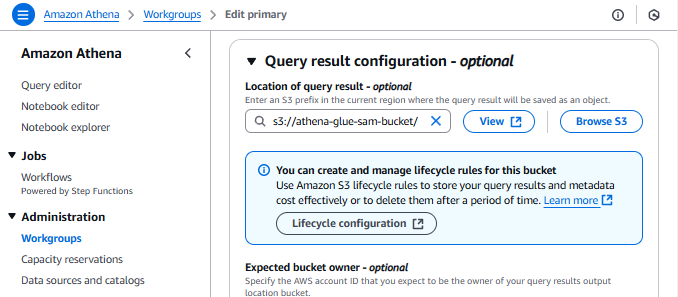 Amazon Athena > Workgroups > Edit primary
Amazon Athena
Query editor
Notebook editor
Notebook explorer
Jobs
Workflows
Powered by Step Functions
Administration
Workgroups
Capacity reservations
Data sources and catalogs
Query result configuration - optional
Location of query result - optional
Enter an S3 prefix in the current region where the query result will be saved as an object.
s3://athena-glue-sam-bucket/
View
Browse S3
You can create and manage lifecycle rules for this bucket
Use Amazon S3 lifecycle rules to store your query results and metadata
cost effectively or to delete them after a period of time. Learn more
Lifecycle configuration
Expected bucket owner - optional
Specify the AWS account ID that you expect to be the owner of your query results output
location bucket.